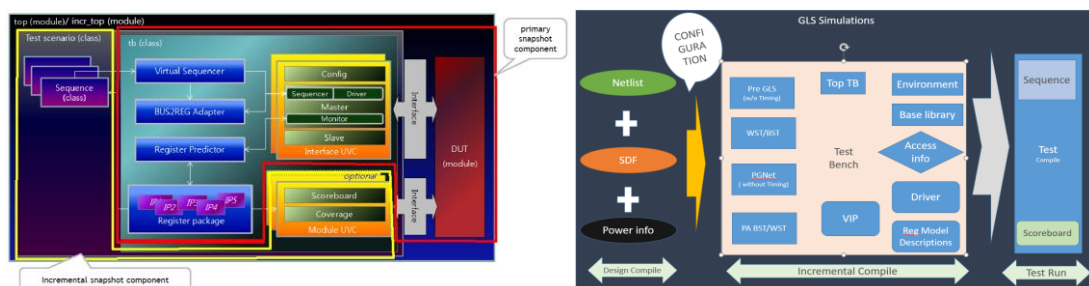 top (module)/ incr_top (module)
Test scenario (class)
Sequence
(class)
tb (class)
Virtual Sequencer
BUS2REG Adapter
Register Predictor
IP2
IP3
IP4
IP5
Register package
Config
Sequencer
Driver
Master
Monitor
Slave
Interface UVC
optional
Scoreboard
Coverage
Module UVC
Interface
Interface
DUT
(module)
primary
snapshot
component
Incremental snapshot component
GLS Simulations
CONFI
GURA
TION
Netlist
SDF
Power info
Design Compile
Pre GLS
(w/o Timing)
WST/BST
PGNet
( without Timing)
PA BST/WST
Top TB
Test
Bench
VIP
Environment
Base library
Access
info
Driver
Reg Model
Descriptions
Incremental Compile
Sequence
Test
Compile
Scoreboard
Test Run